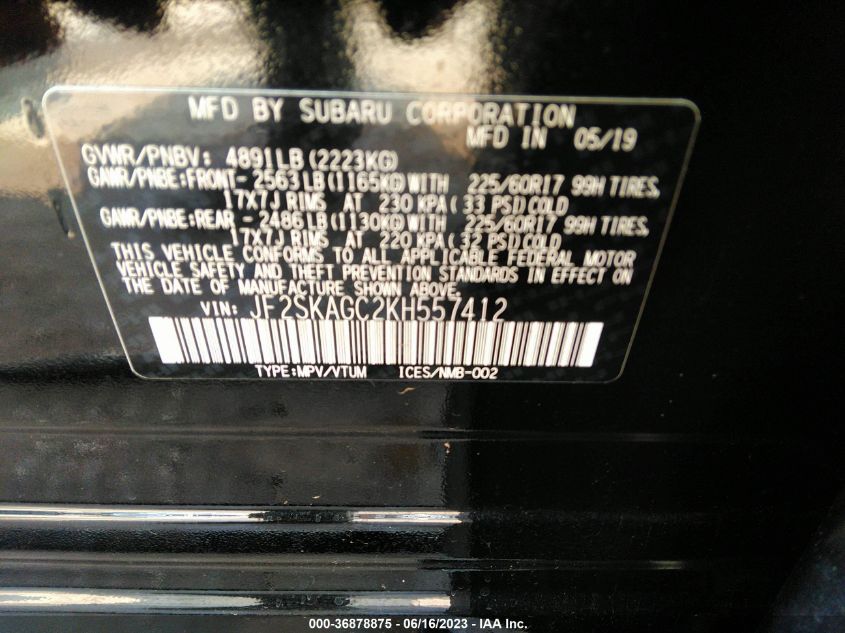 MFD BY SUBARU CORPORATION
MFD IN 05/19
GVWR/PNBV: 4891LB (2223KG)
GAWR/PNBE:FRONT- 2563LB (1165KG) WITH 225/60R17 99H TIRES,
17X7J RIMS AT 230 KPA (33 PSI) COLD
GAWR/PNBE:REAR - 2486LB (1130KG) WITH 225/60R17 99H TIRES,
17X7J RIMS AT 220 KPA (32 PSI) COLD
THIS VEHICLE CONFORMS TO ALL APPLICABLE FEDERAL MOTOR
VEHICLE SAFETY AND THEFT PREVENTION STANDARDS IN EFFECT ON
THE DATE OF MANUFACTURE SHOWN ABOVE.
VIN: JF2SKAGC2KH557412
TYPE:MPV/VTUM ICES/NMB-002
000-36878875 - 06/16/2023 - IAA Inc.